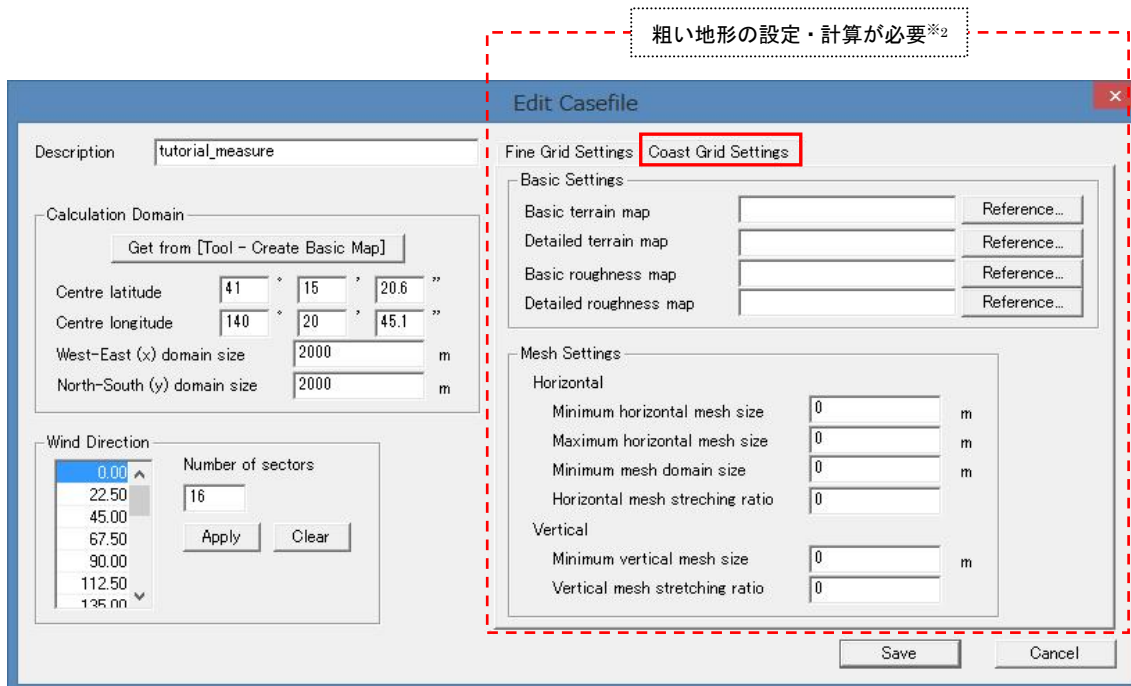 粗い地形の設定・計算が必要※2
Edit Casefile
×
Description tutorial_measure
Calculation Domain
Get from [Tool - Create Basic Map]
Centre latitude 41 ° 15 ' 20.6 ”
Centre longitude 140 ° 20 ' 45.1 ”
West-East (x) domain size 2000 m
North-South (y) domain size 2000 m
Wind Direction
0.00
22.50
45.00
67.50
90.00
112.50
135.00
Number of sectors
16
Apply Clear
Fine Grid Settings Coast Grid Settings
Basic Settings
Basic terrain map Reference...
Detailed terrain map Reference...
Basic roughness map Reference...
Detailed roughness map Reference...
Mesh Settings
Horizontal
Minimum horizontal mesh size 0 m
Maximum horizontal mesh size 0 m
Minimum mesh domain size 0 m
Horizontal mesh streching ratio 0
Vertical
Minimum vertical mesh size 0 m
Vertical mesh stretching ratio 0
Save Cancel